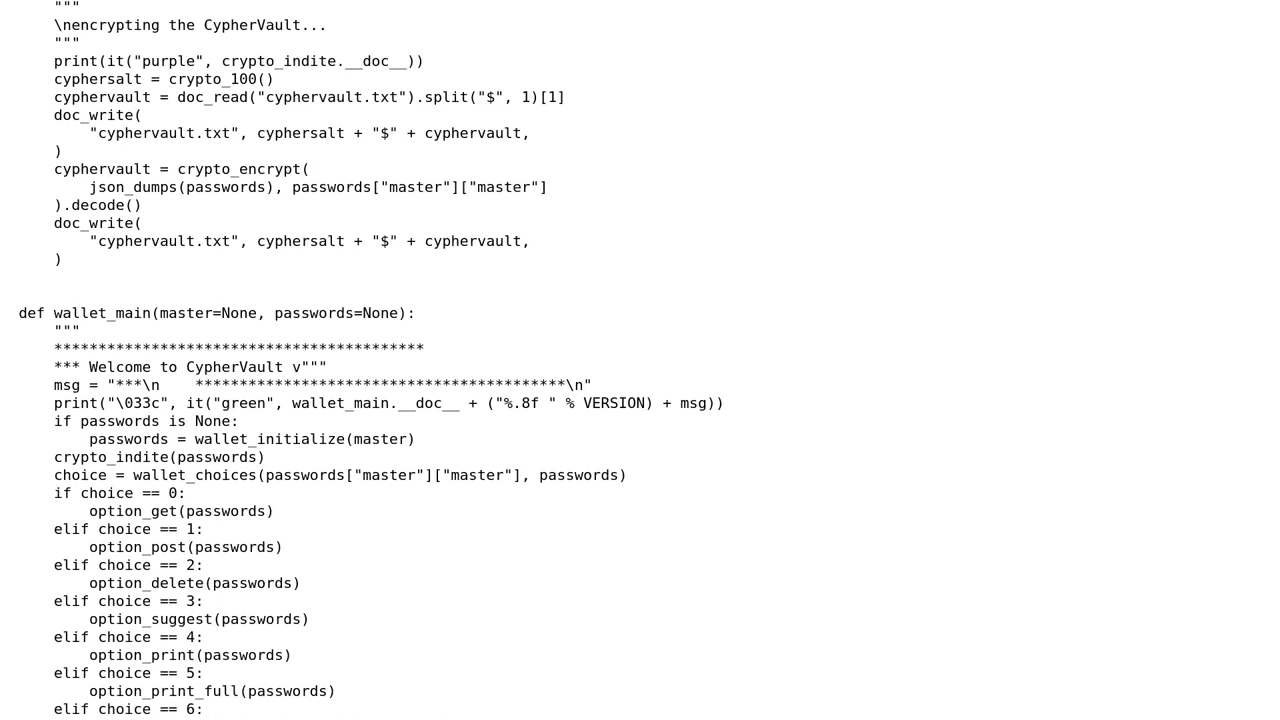 """
\nencrypting the CypherVault...
"""
print(it("purple", crypto_indite.__doc__))
cyphersalt = crypto_100()
cyphervault = doc_read("cyphervault.txt").split("$", 1)[1]
doc_write(
"cyphervault.txt", cyphersalt + "$" + cyphervault,
)
cyphervault = crypto_encrypt(
json_dumps(passwords), passwords["master"]["master"]
).decode()
doc_write(
"cyphervault.txt", cyphersalt + "$" + cyphervault,
)
def wallet_main(master=None, passwords=None):
"""
******************************************
*** Welcome to CypherVault v"""
msg = "***\n    ******************************************\n"
print("\033c", it("green", wallet_main.__doc__ + ("%.8f " % VERSION) + msg))
if passwords is None:
passwords = wallet_initialize(master)
crypto_indite(passwords)
choice = wallet_choices(passwords["master"]["master"], passwords)
if choice == 0:
option_get(passwords)
elif choice == 1:
option_post(passwords)
elif choice == 2:
option_delete(passwords)
elif choice == 3:
option_suggest(passwords)
elif choice == 4:
option_print(passwords)
elif choice == 5:
option_print_full(passwords)
elif choice == 6: